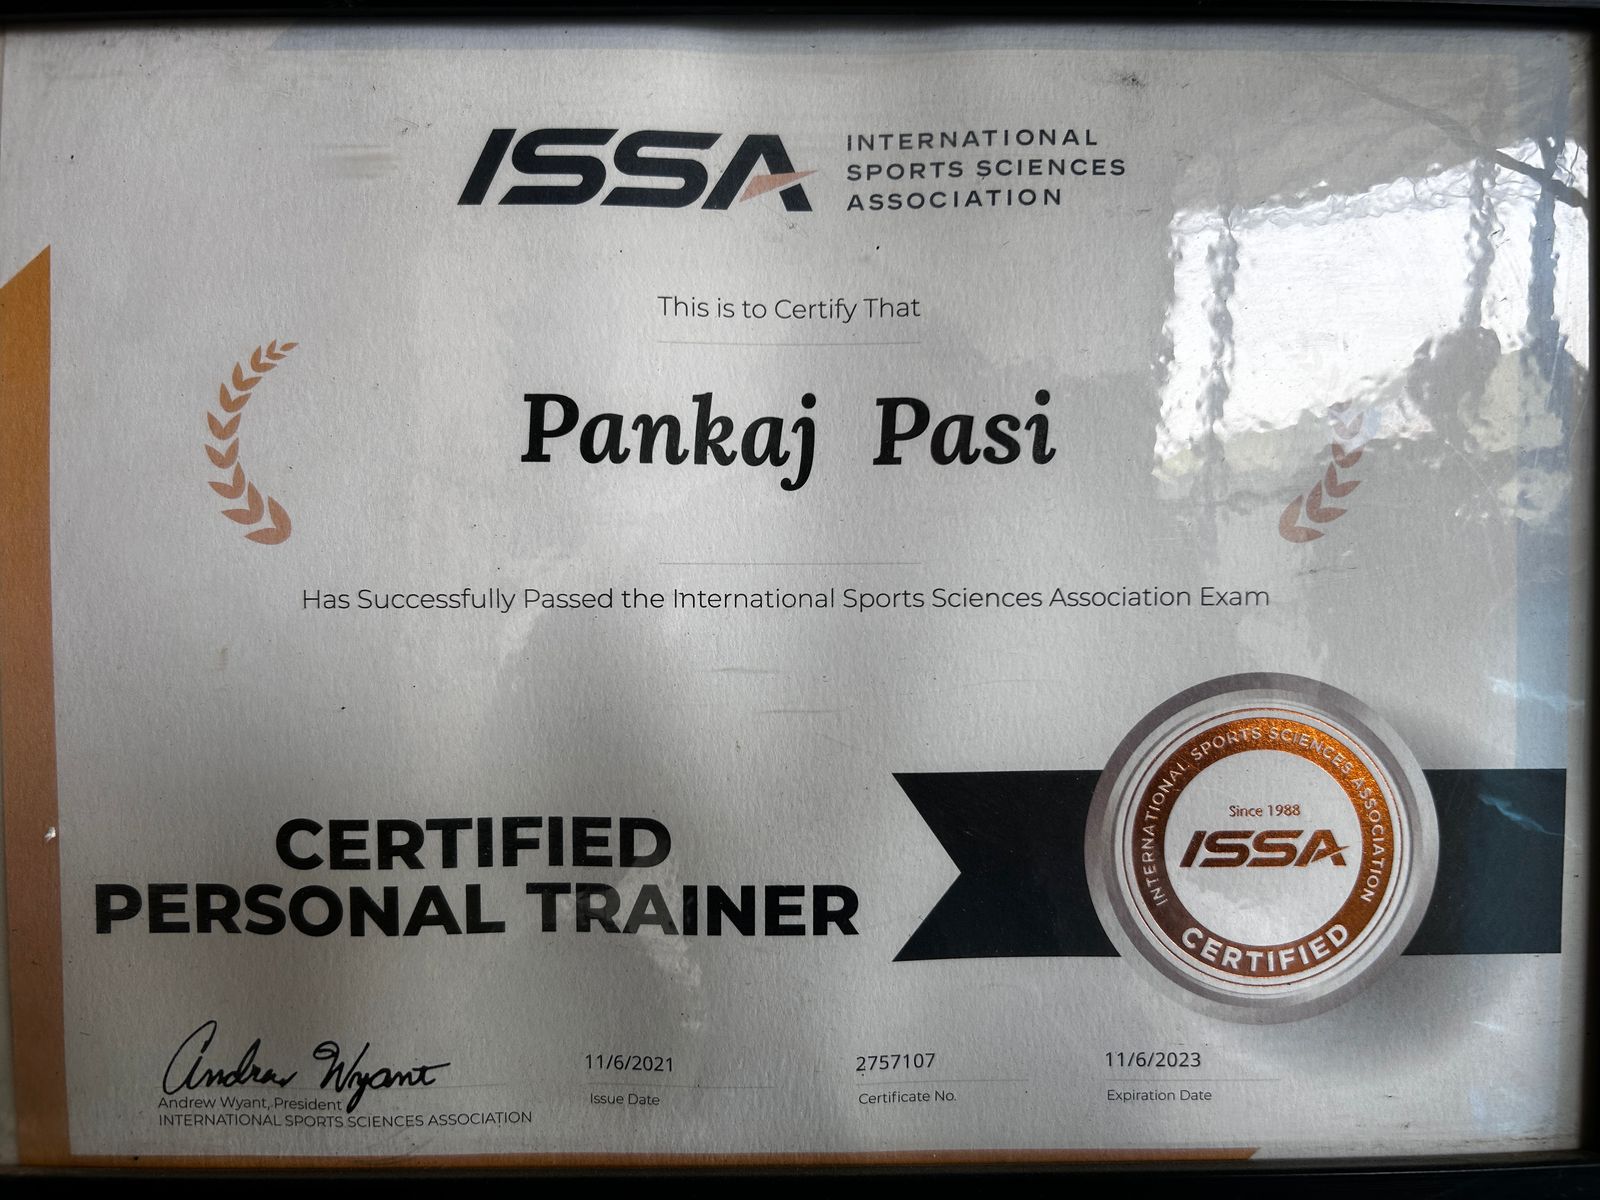 ISSA
INTERNATIONAL
SPORTS SCIENCES
ASSOCIATION
This is to Certify That
Pankaj Pasi
Has Successfully Passed the International Sports Sciences Association Exam
CERTIFIED
PERSONAL TRAINER
INTERNATIONAL SPORTS SCIENCES ASSOCIATION
Since 1988
ISSA
CERTIFIED
Andrew Wyant
Andrew Wyant, President
INTERNATIONAL SPORTS SCIENCES ASSOCIATION
11/6/2021
Issue Date
2757107
Certificate No.
11/6/2023
Expiration Date